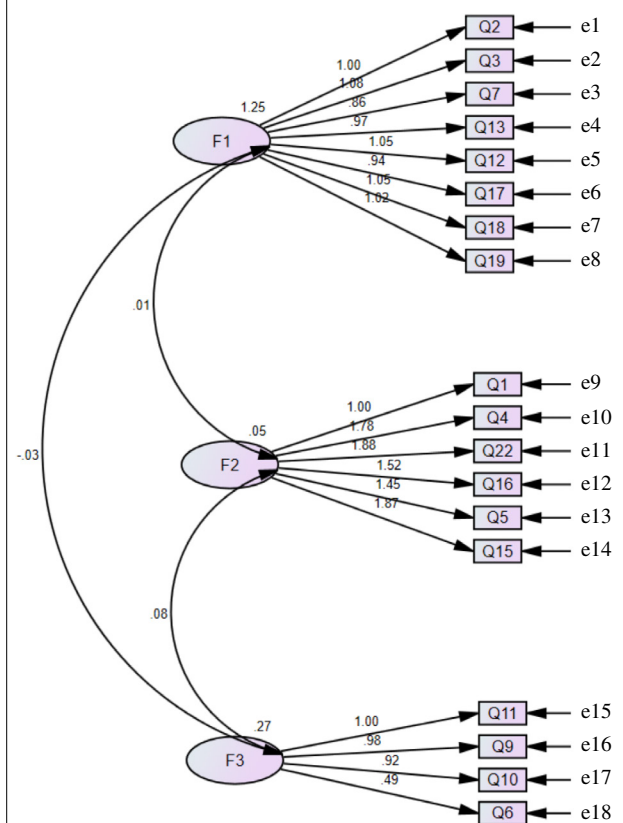 Q2 e1
1.00
Q3 e2
1.08
Q7 e3
.86
1.25
Q13 e4
.97
F1
1.05
Q12 e5
.94
Q17 e6
1.05
1.02
Q18 e7
Q19 e8
.01
Q1 e9
1.00
Q4 e10
1.78
.05
1.88
Q22 e11
F2
1.52
Q16 e12
1.45
Q5 e13
1.87
Q15 e14
-.03
.08
Q11 e15
1.00
.27
.98
Q9 e16
F3
.92
Q10 e17
.49
Q6 e18